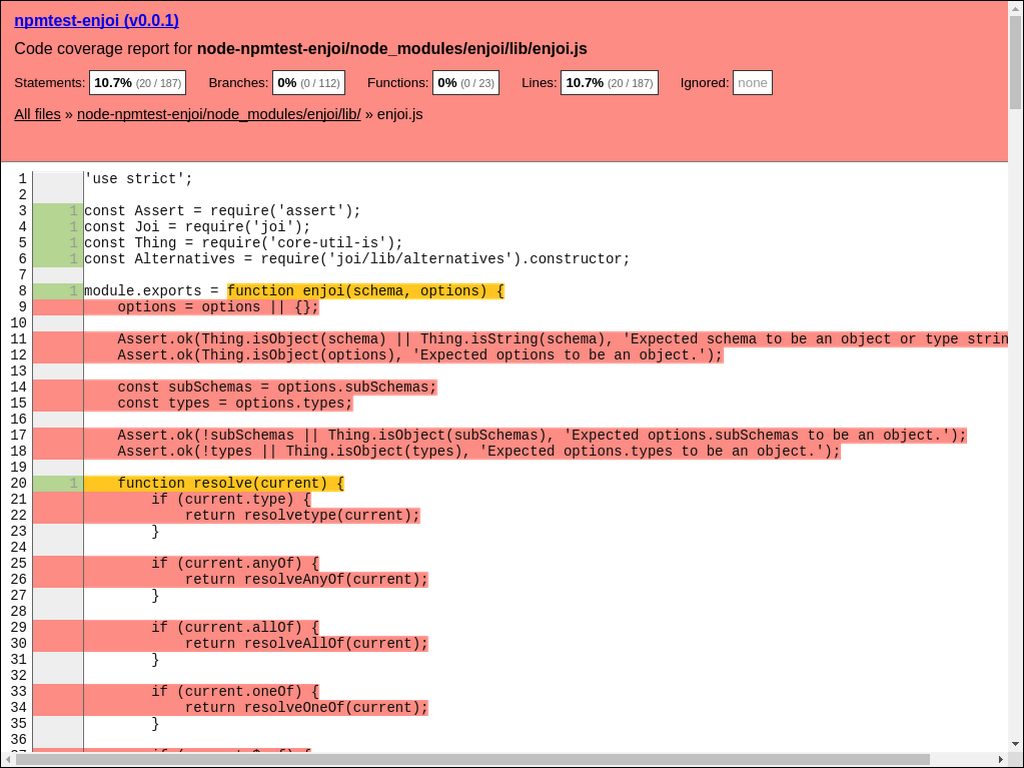 npmtest-enjoi (v0.0.1)
Code coverage report for node-npmtest-enjoi/node_modules/enjoi/lib/enjoi.js
Statements: 10.7% (20 / 187) Branches: 0% (0 / 112) Functions: 0% (0 / 23) Lines: 10.7% (20 / 187) Ignored: none
All files » node-npmtest-enjoi/node_modules/enjoi/lib/ » enjoi.js
1 'use strict';
2
3 1 const Assert = require('assert');
4 1 const Joi = require('joi');
5 1 const Thing = require('core-util-is');
6 1 const Alternatives = require('joi/lib/alternatives').constructor;
7
8 1 module.exports = function enjoi(schema, options) {
9 options = options || {};
10
11 Assert.ok(Thing.isObject(schema) || Thing.isString(schema), 'Expected schema to be an object or type strin
12 Assert.ok(Thing.isObject(options), 'Expected options to be an object.');
13
14 const subSchemas = options.subSchemas;
15 const types = options.types;
16
17 Assert.ok(!subSchemas || Thing.isObject(subSchemas), 'Expected options.subSchemas to be an object.');
18 Assert.ok(!types || Thing.isObject(types), 'Expected options.types to be an object.');
19
20 1 function resolve(current) {
21 if (current.type) {
22 return resolvetype(current);
23 }
24
25 if (current.anyOf) {
26 return resolveAnyOf(current);
27 }
28
29 if (current.allOf) {
30 return resolveAllOf(current);
31 }
32
33 if (current.oneOf) {
34 return resolveOneOf(current);
35 }
36